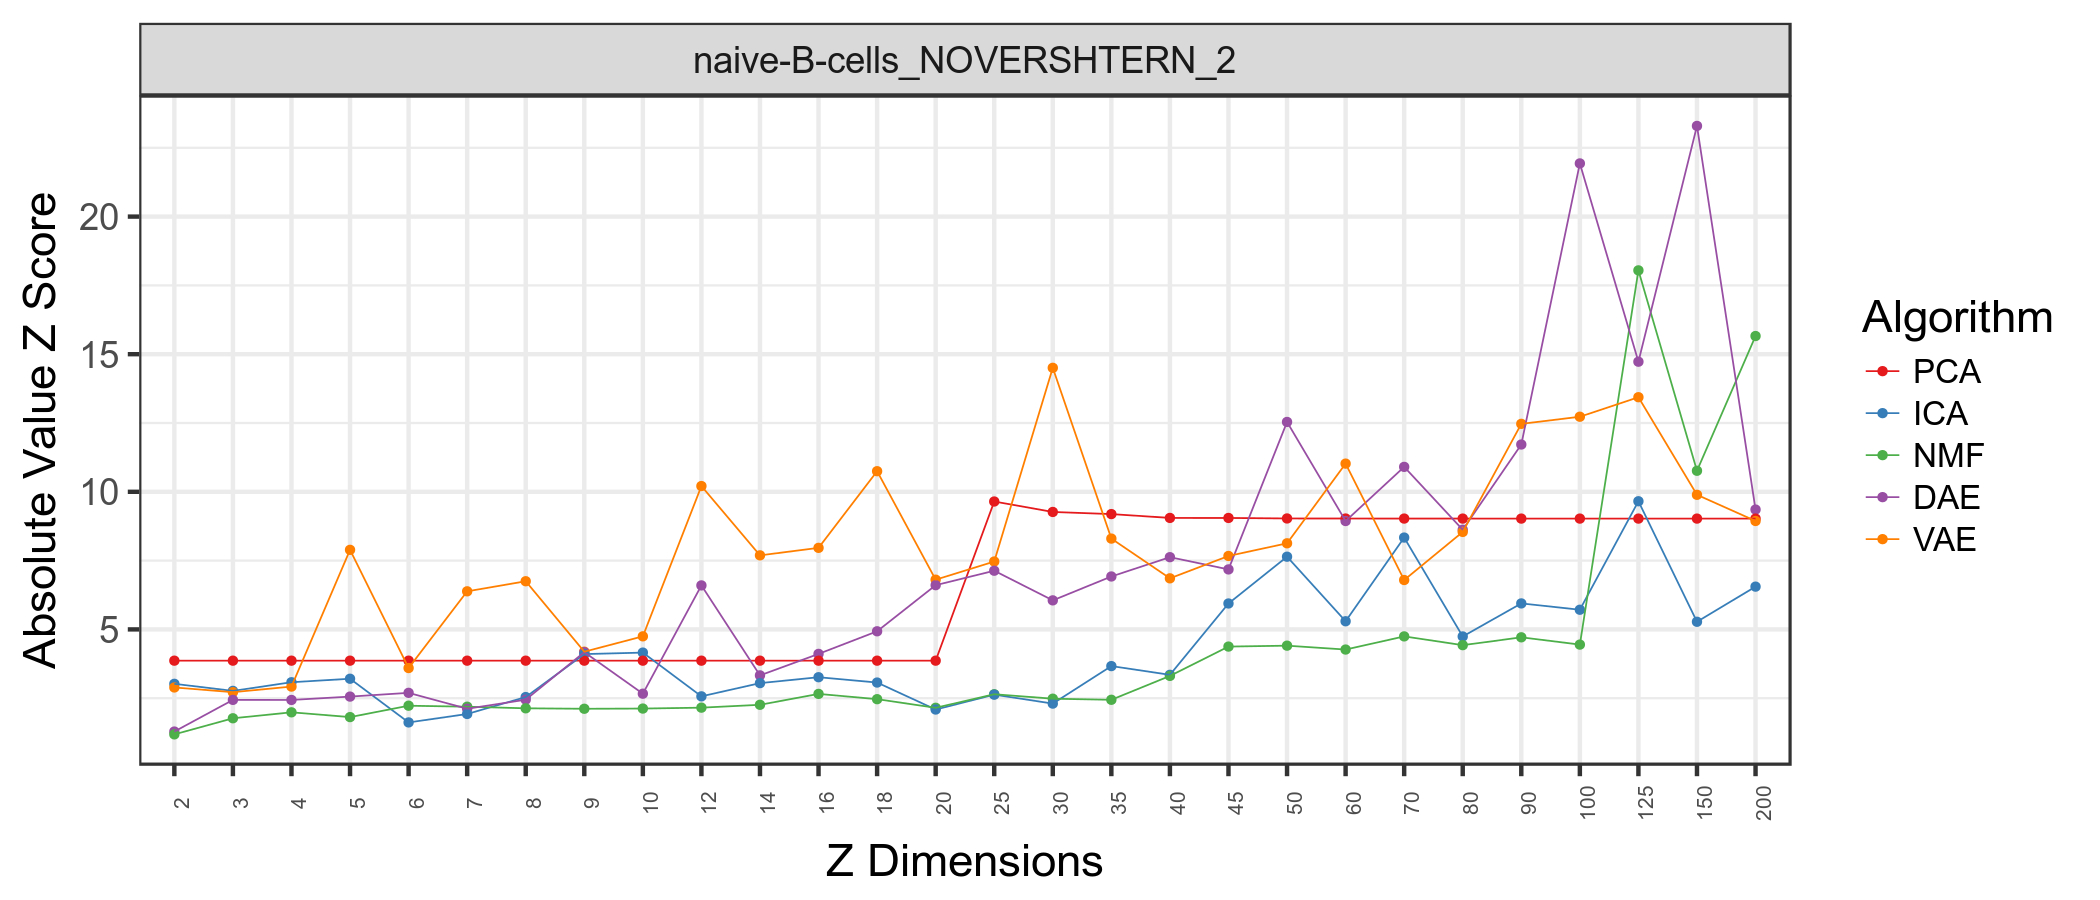 naive-B-cells_NOVERSHTERN_2
Absolute Value Z Score
20
15
10
5
2 3 4 5 6 7 8 9 10 12 14 16 18 20 25 30 35 40 45 50 60 70 80 90 100 125 150 200
Z Dimensions
Algorithm
PCA
ICA
NMF
DAE
VAE